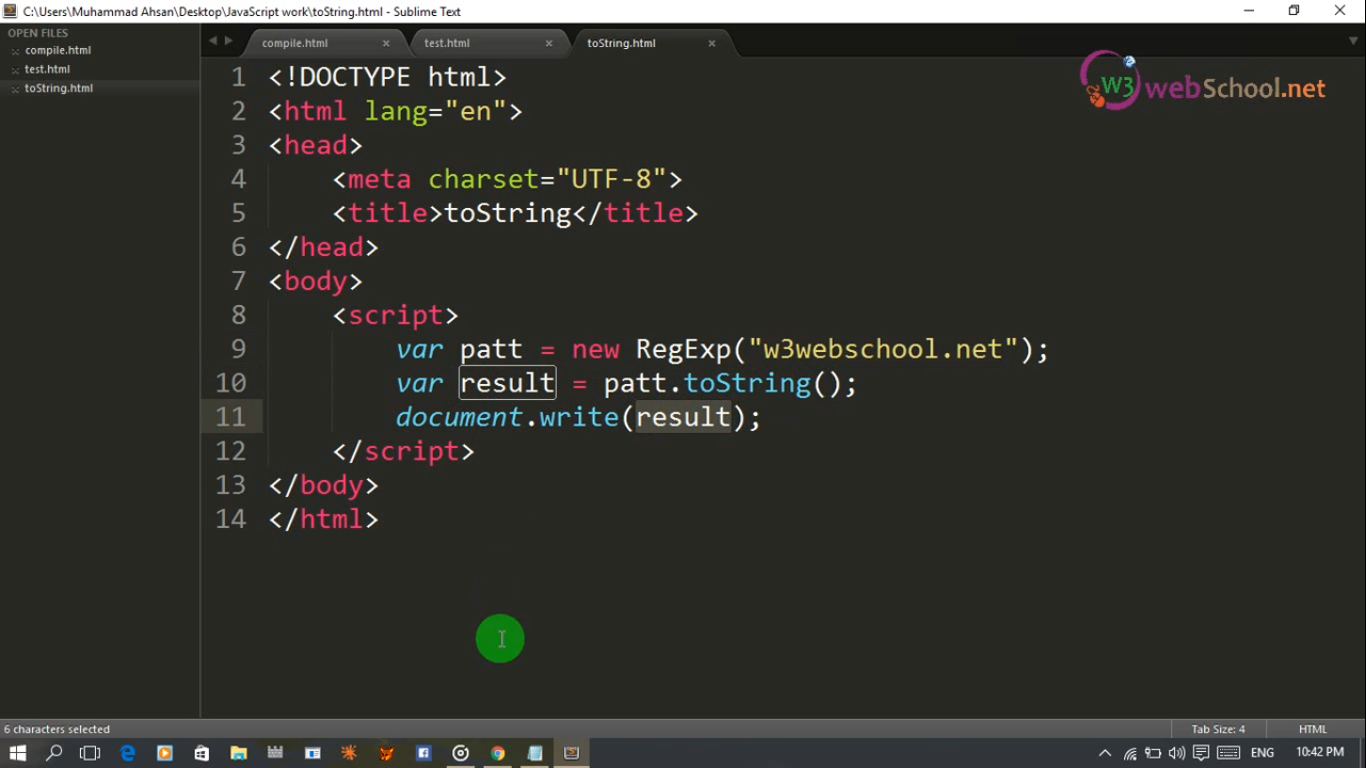 C:\Users\Muhammad Ahsan\Desktop\JavaScript work\toString.html - Sublime Text
OPEN FILES
compile.html
test.html
toString.html
compile.html
test.html
toString.html
W3 webSchool.net
1 <!DOCTYPE html>
2 <html lang="en">
3 <head>
4 <meta charset="UTF-8">
5 <title>toString</title>
6 </head>
7 <body>
8 <script>
9 var patt = new RegExp("w3webschool.net");
10 var result = patt.toString();
11 document.write(result);
12 </script>
13 </body>
14 </html>
6 characters selected
Tab Size: 4
HTML
ENG
10:42 PM